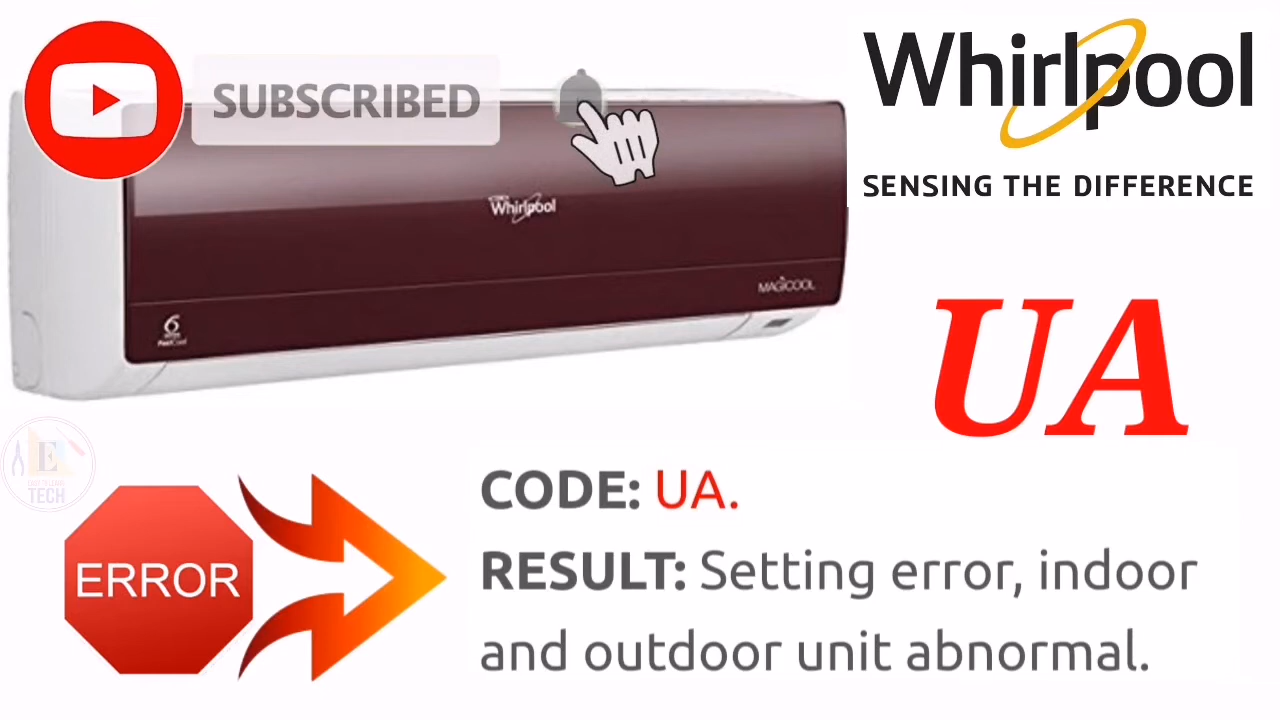 SUBSCRIBED
Whirlpool
SENSING THE DIFFERENCE
Whirlpool
MAGICOOL
6
UA
E
TECH
ERROR
CODE: UA.
RESULT: Setting error, indoor
and outdoor unit abnormal.